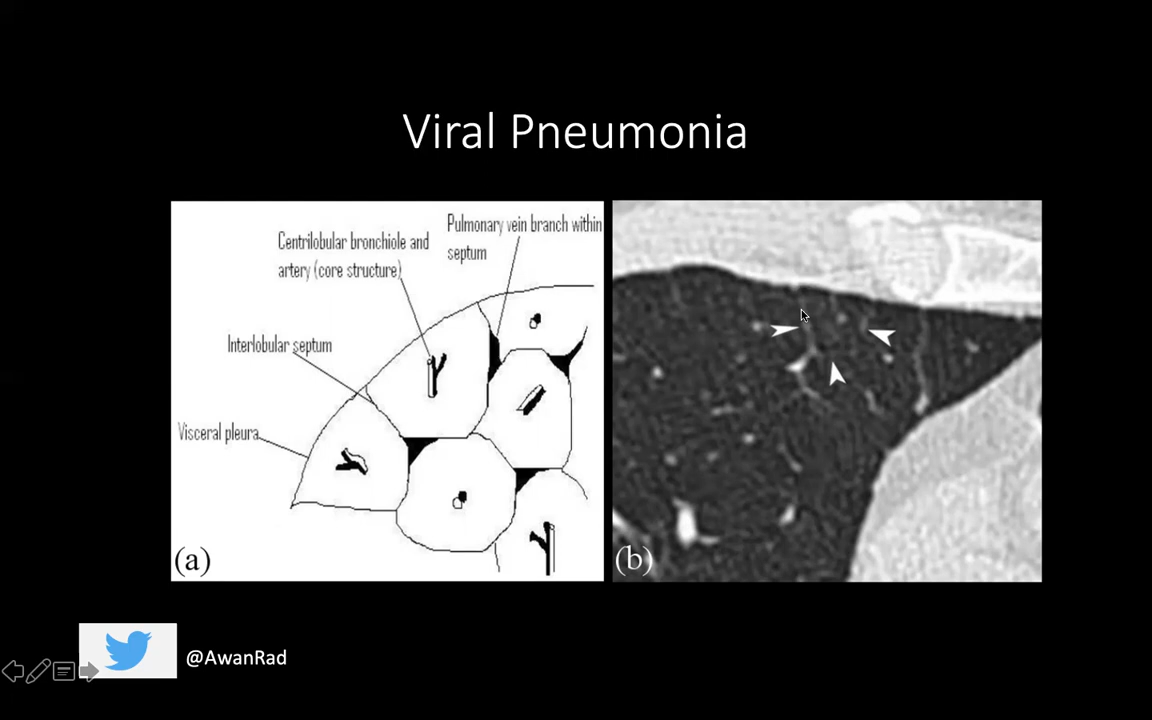 Viral Pneumonia
Centrilobular bronchiole and
artery (core structure)
Pulmonary vein branch within
septum
Interlobular septum
Visceral pleura
(a)
(b)
@AwanRad